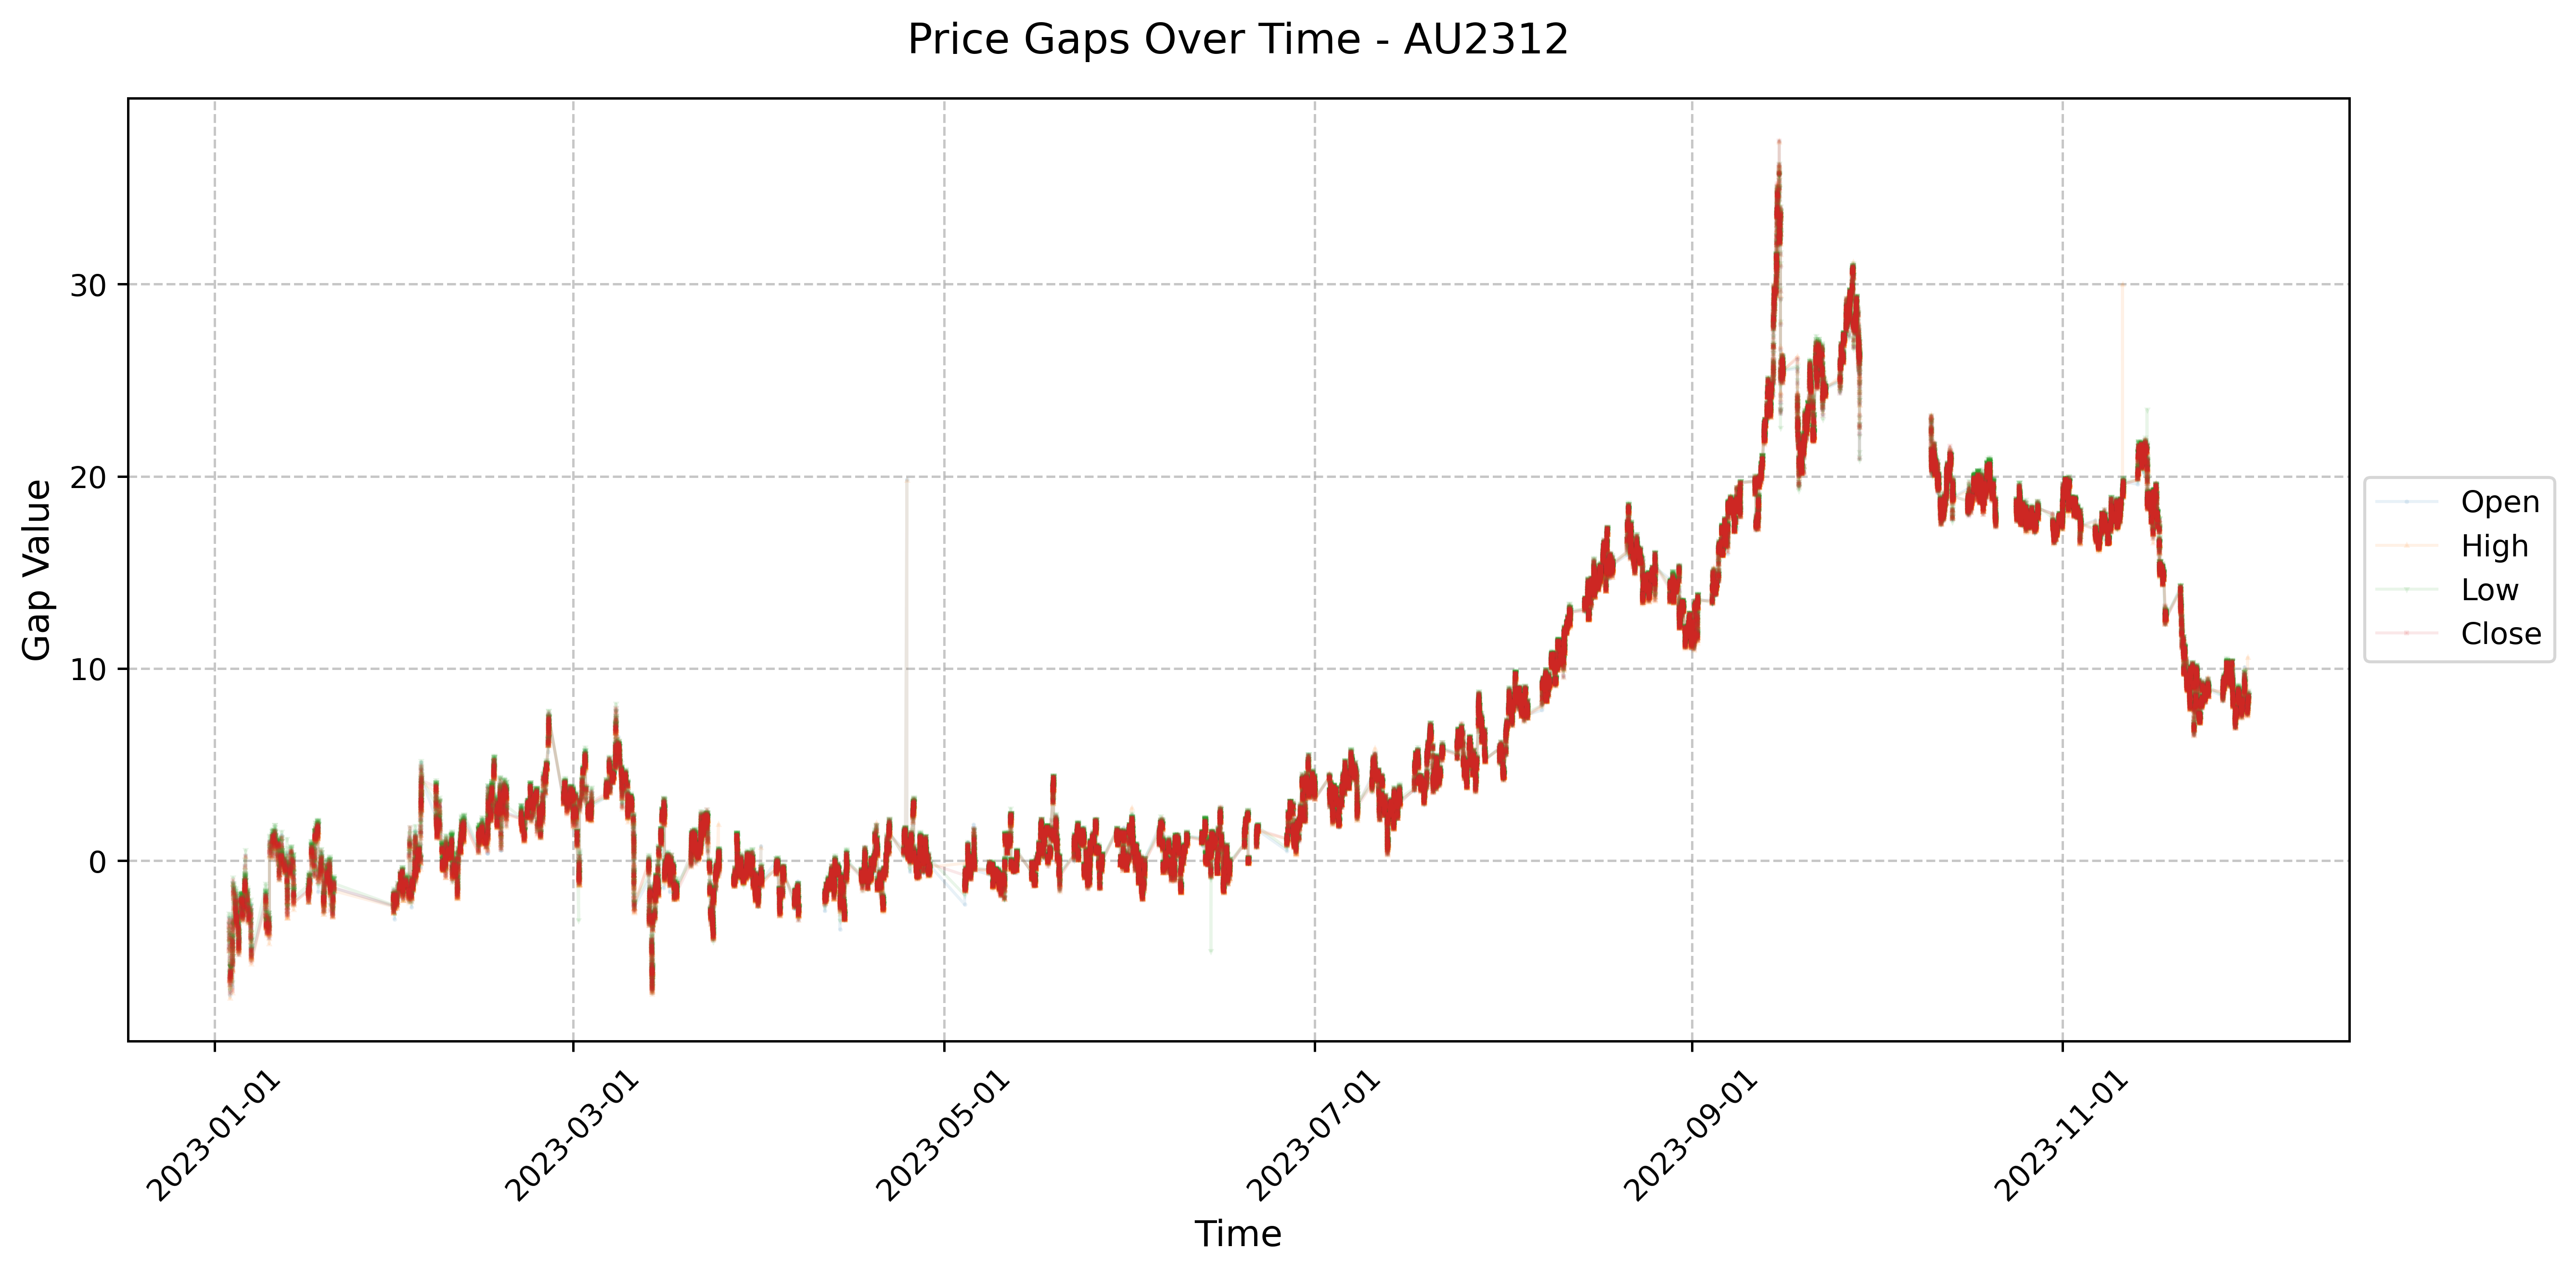 Price Gaps Over Time - AU2312
Gap Value
30
20
10
0
Open
High
Low
Close
2023-01-01
2023-03-01
2023-05-01
2023-07-01
2023-09-01
2023-11-01
Time